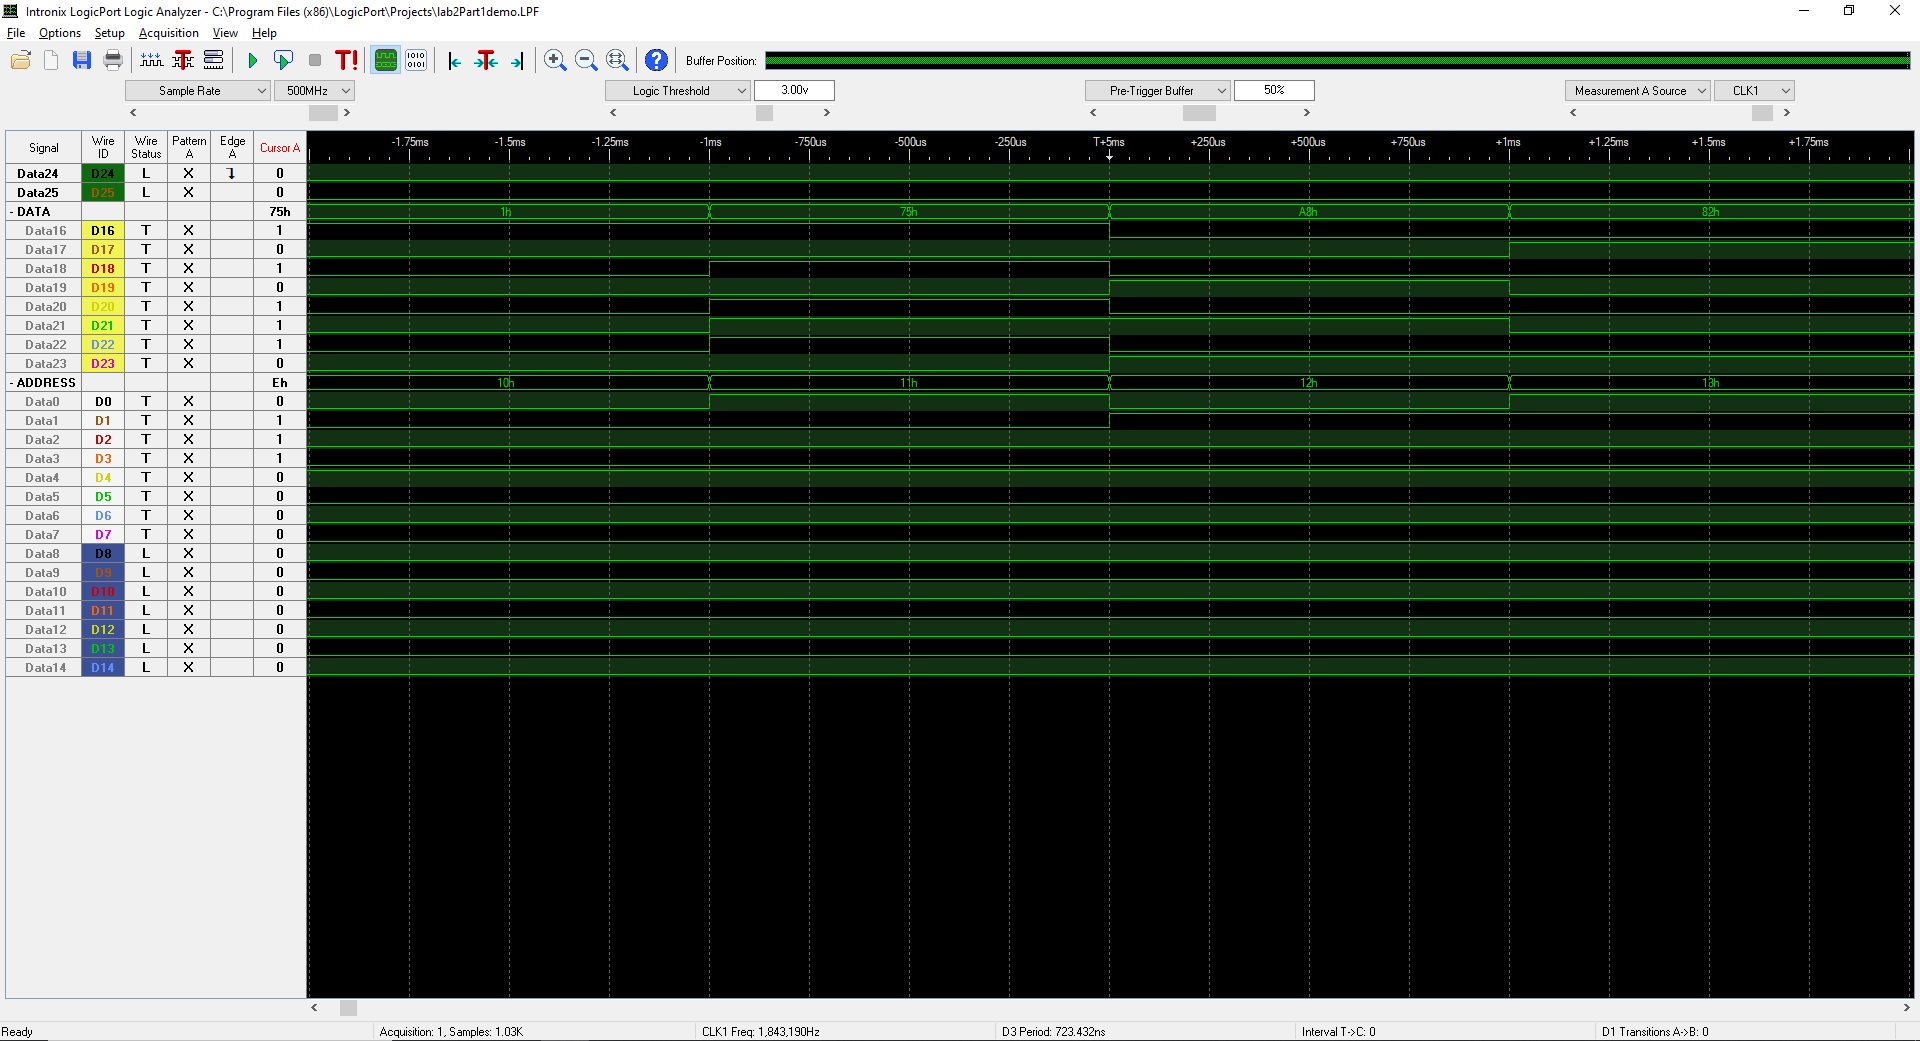 Intronix LogicPort Logic Analyzer - C:\Program Files (x86)\LogicPort\Projects\lab2Part1demo.LPF
File Options Setup Acquisition View Help
T! 1010 0101 Buffer Position:
Sample Rate 500MHz Logic Threshold 3.00v Pre-Trigger Buffer 50% Measurement A Source CLK1
Signal Wire ID Wire Status Pattern A Edge A Cursor A -1.75ms -1.5ms -1.25ms -1ms -750us -500us -250us T+5ms +250us +500us +750us +1ms +1.25ms +1.5ms +1.75ms
Data24 D24 L X 0
Data25 D25 L X 0
- DATA 75h 1h 75h A8h 82h
Data16 D16 T X 1
Data17 D17 T X 0
Data18 D18 T X 1
Data19 D19 T X 0
Data20 D20 T X 1
Data21 D21 T X 1
Data22 D22 T X 1
Data23 D23 T X 0
- ADDRESS Eh 10h 11h 12h 13h
Data0 D0 T X 0
Data1 D1 T X 1
Data2 D2 T X 1
Data3 D3 T X 1
Data4 D4 T X 0
Data5 D5 T X 0
Data6 D6 T X 0
Data7 D7 T X 0
Data8 D8 L X 0
Data9 D9 L X 0
Data10 D10 L X 0
Data11 D11 L X 0
Data12 D12 L X 0
Data13 D13 L X 0
Data14 D14 L X 0
Ready Acquisition: 1, Samples: 1.03K CLK1 Freq: 1,843,190Hz D3 Period: 723.432ns Interval T->C: 0 D1 Transitions A->B: 0